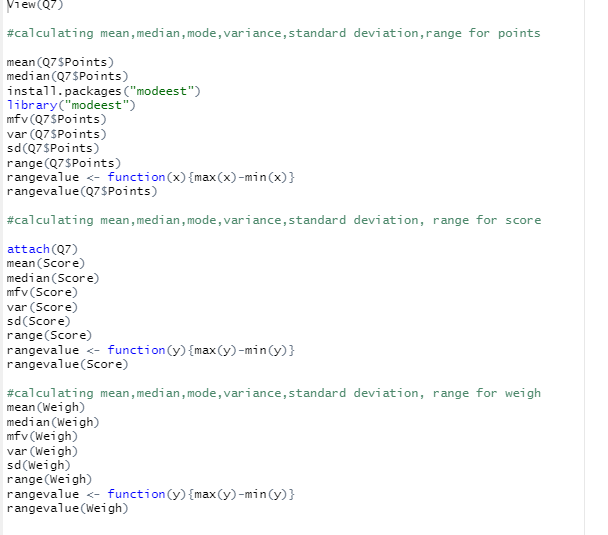 View(Q7)
#calculating mean,median,mode,variance,standard deviation,range for points
mean(Q7$Points)
median(Q7$Points)
install.packages("modeest")
library("modeest")
mfv(Q7$Points)
var(Q7$Points)
sd(Q7$Points)
range(Q7$Points)
rangevalue <- function(x){max(x)-min(x)}
rangevalue(Q7$Points)
#calculating mean,median,mode,variance,standard deviation, range for score
attach(Q7)
mean(Score)
median(Score)
mfv(Score)
var(Score)
sd(Score)
range(Score)
rangevalue <- function(y){max(y)-min(y)}
rangevalue(Score)
#calculating mean,median,mode,variance,standard deviation, range for weigh
mean(Weigh)
median(Weigh)
mfv(Weigh)
var(Weigh)
sd(Weigh)
range(Weigh)
rangevalue <- function(y){max(y)-min(y)}
rangevalue(Weigh)